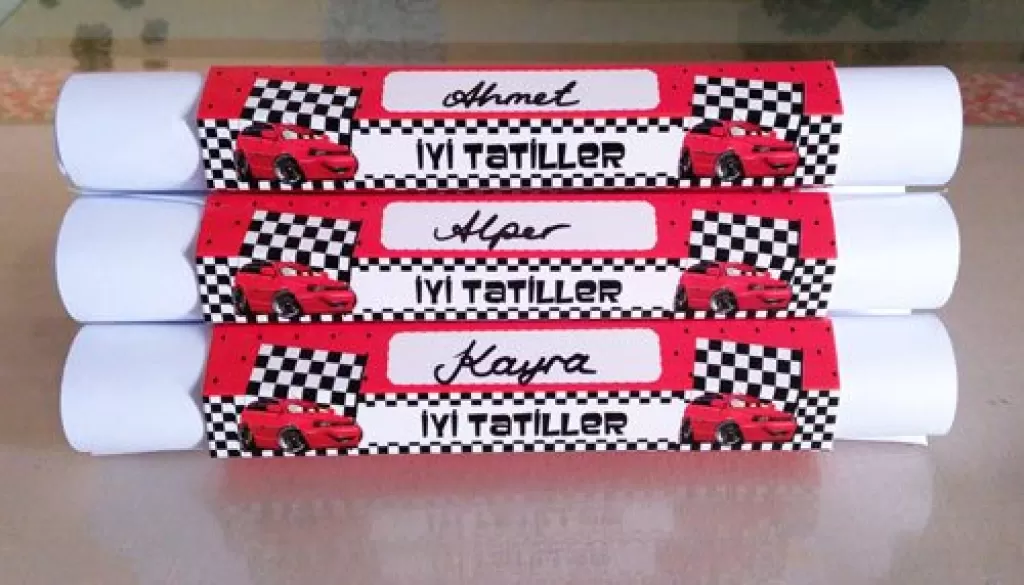 Ahmet
İYİ TATİLLER
Alper
İYİ TATİLLER
Kayra
İYİ TATİLLER